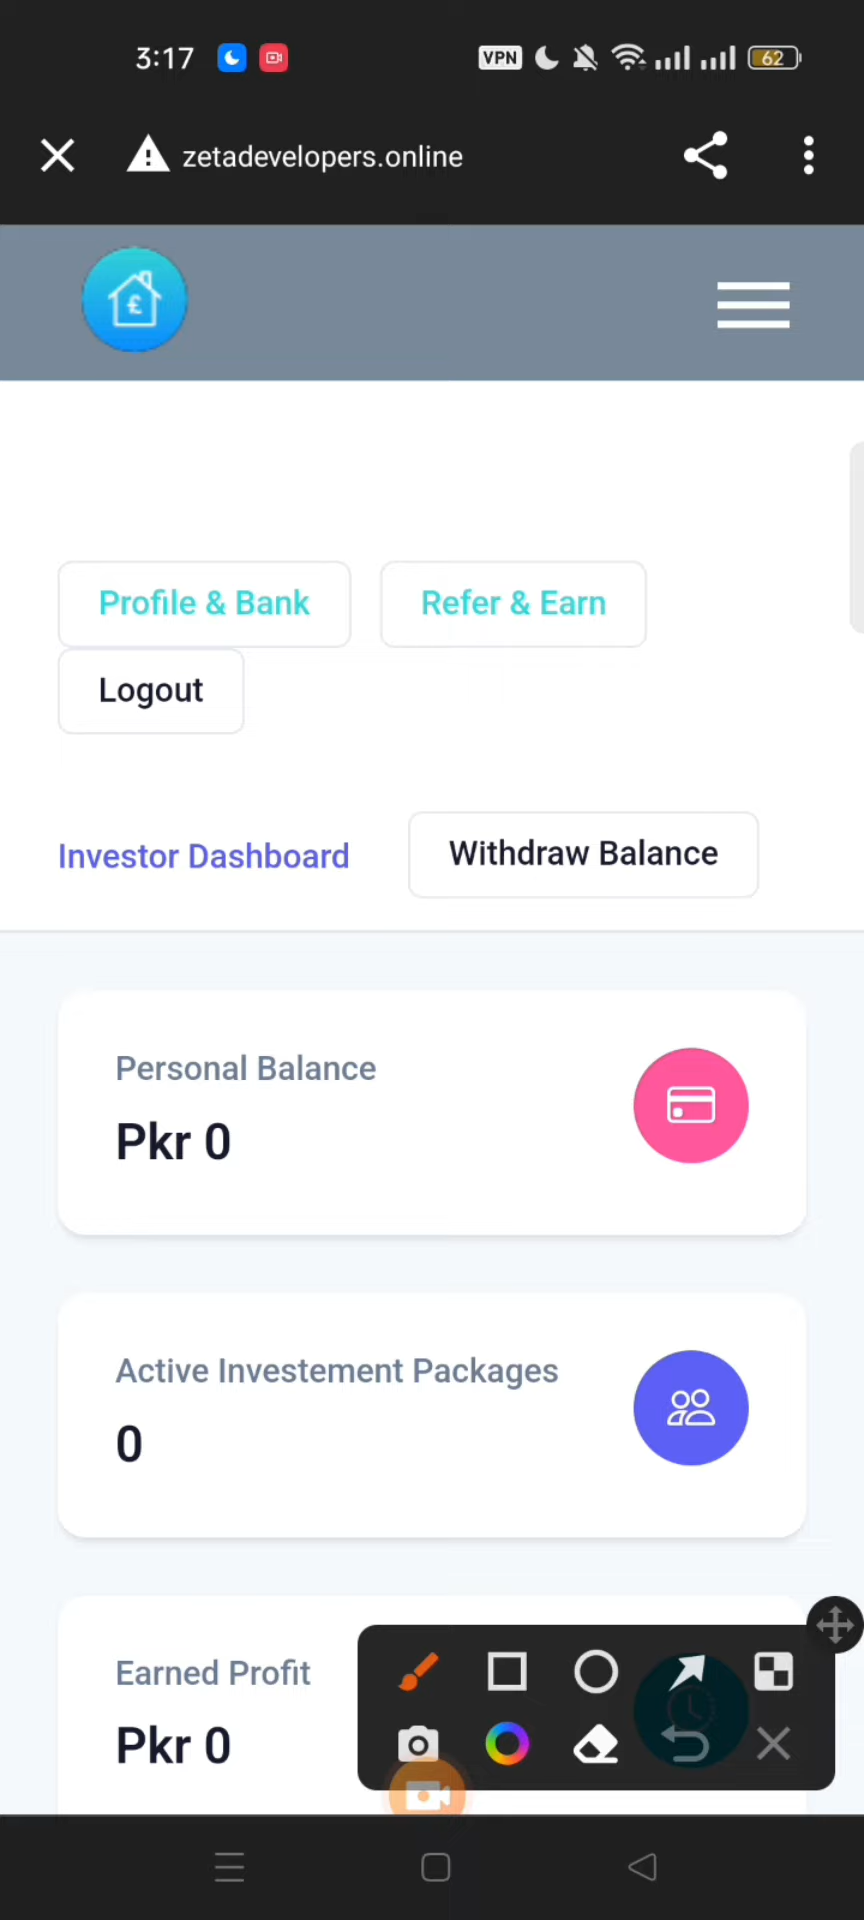 3:17 VPN 62
zetadevelopers.online
£
Profile & Bank Refer & Earn
Logout
Investor Dashboard Withdraw Balance
Personal Balance
Pkr 0
Active Investement Packages
0
Earned Profit
Pkr 0